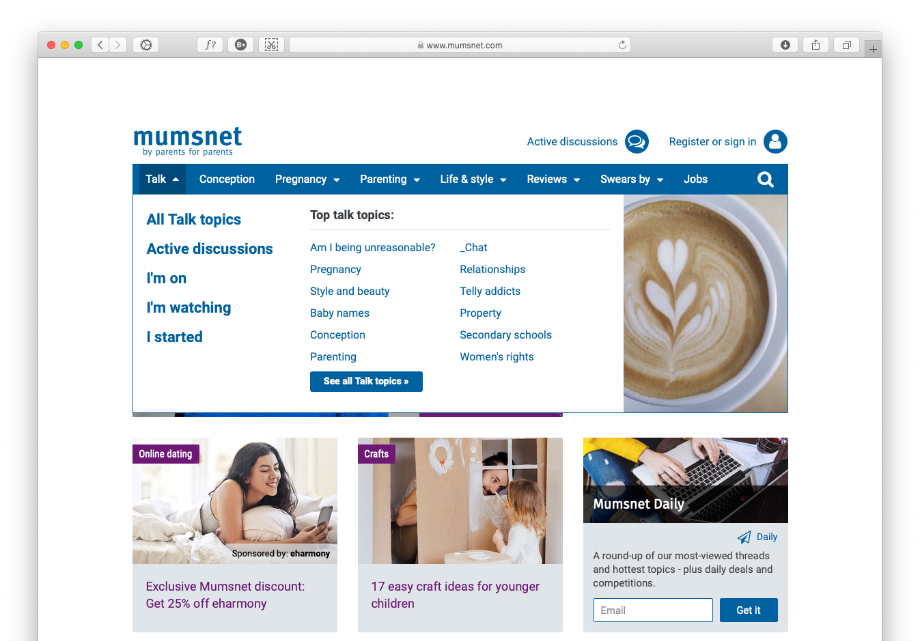 f?
B+
www.mumsnet.com
mumsnet
by parents for parents
Active discussions
Register or sign in
Talk
Conception
Pregnancy
Parenting
Life & style
Reviews
Swears by
Jobs
All Talk topics
Active discussions
I'm on
I'm watching
I started
Top talk topics:
Am I being unreasonable?
_Chat
Pregnancy
Relationships
Style and beauty
Telly addicts
Baby names
Property
Conception
Secondary schools
Parenting
Women's rights
See all Talk topics »
Online dating
Sponsored by: eharmony
Exclusive Mumsnet discount:
Get 25% off eharmony
Crafts
17 easy craft ideas for younger
children
Mumsnet Daily
Daily
A round-up of our most-viewed threads
and hottest topics - plus daily deals and
competitions.
Email
Get it